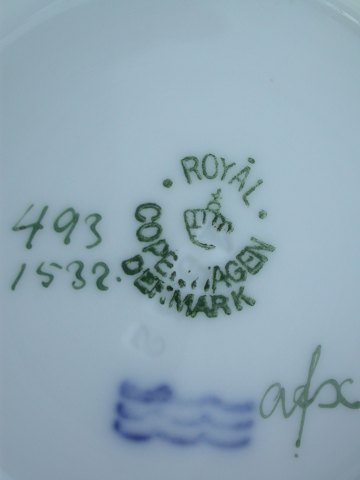 · ROYAL ·
COPENHAGEN
DENMARK
493
1532.